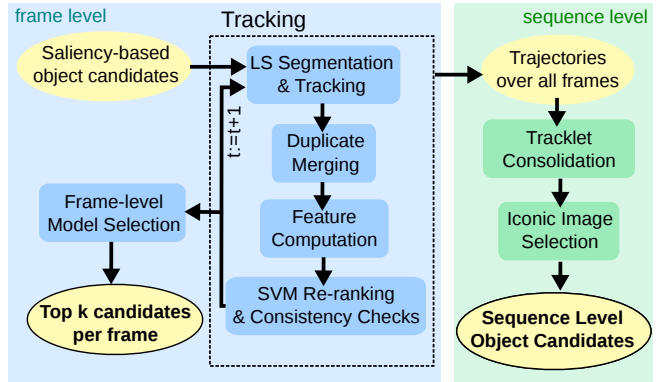 frame level
Tracking
sequence level
Saliency-based
object candidates
LS Segmentation
& Tracking
Trajectories
over all frames
t:=t+1
Duplicate
Merging
Tracklet
Consolidation
Frame-level
Model Selection
Feature
Computation
Iconic Image
Selection
Top k candidates
per frame
SVM Re-ranking
& Consistency Checks
Sequence Level
Object Candidates